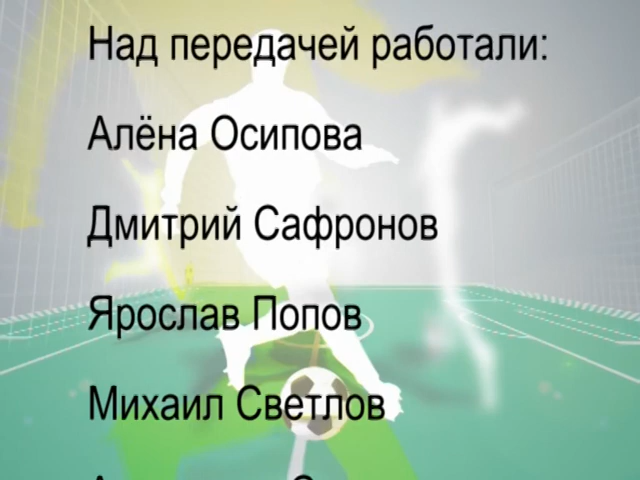 Над передачей работали:
Алёна Осипова
Дмитрий Сафронов
Ярослав Попов
Михаил Светлов